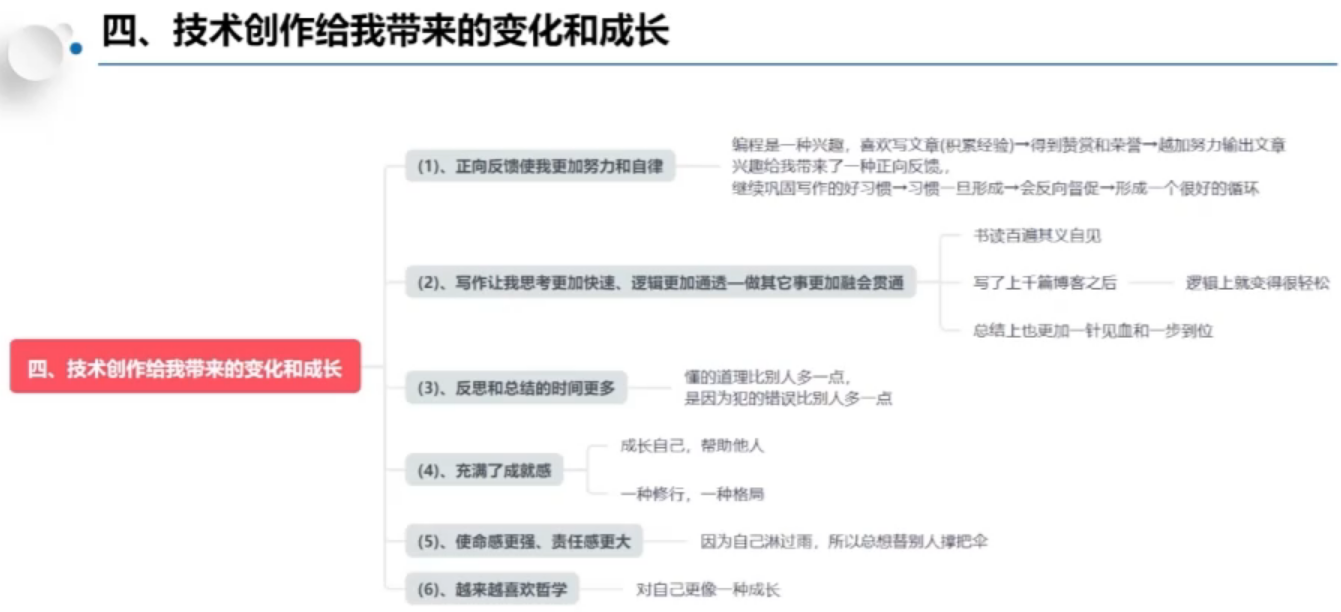 四、技术创作给我带来的变化和成长
四、技术创作给我带来的变化和成长
(1)、正向反馈使我更加努力和自律
编程是一种兴趣，喜欢写文章(积累经验)→得到赞赏和荣誉→越加努力输出文章
兴趣给我带来了一种正向反馈,，
继续巩固写作的好习惯→习惯一旦形成→会反向督促→形成一个很好的循环
(2)、写作让我思考更加快速、逻辑更加通透—做其它事更加融会贯通
书读百遍其义自见
写了上千篇博客之后
逻辑上就变得很轻松
总结上也更加一针见血和一步到位
(3)、反思和总结的时间更多
懂的道理比别人多一点，
是因为犯的错误比别人多一点
(4)、充满了成就感
成长自己，帮助他人
一种修行，一种格局
(5)、使命感更强、责任感更大
因为自己淋过雨，所以总想替别人撑把伞
(6)、越来越喜欢哲学
对自己更像一种成长